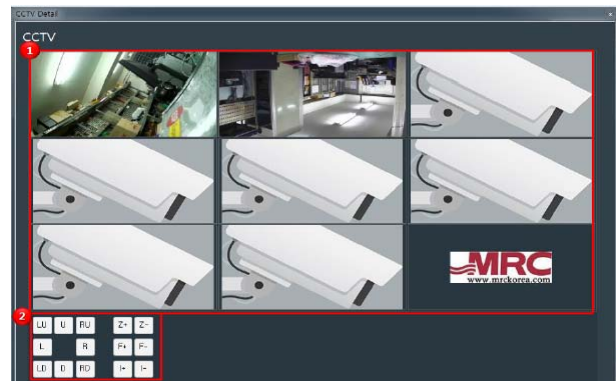 CCTV Detail
x
CCTV
1
MRC
www.mrckorea.com
2
LU U RU Z+ Z-
L R F+ F-
LD D RD I+ I-